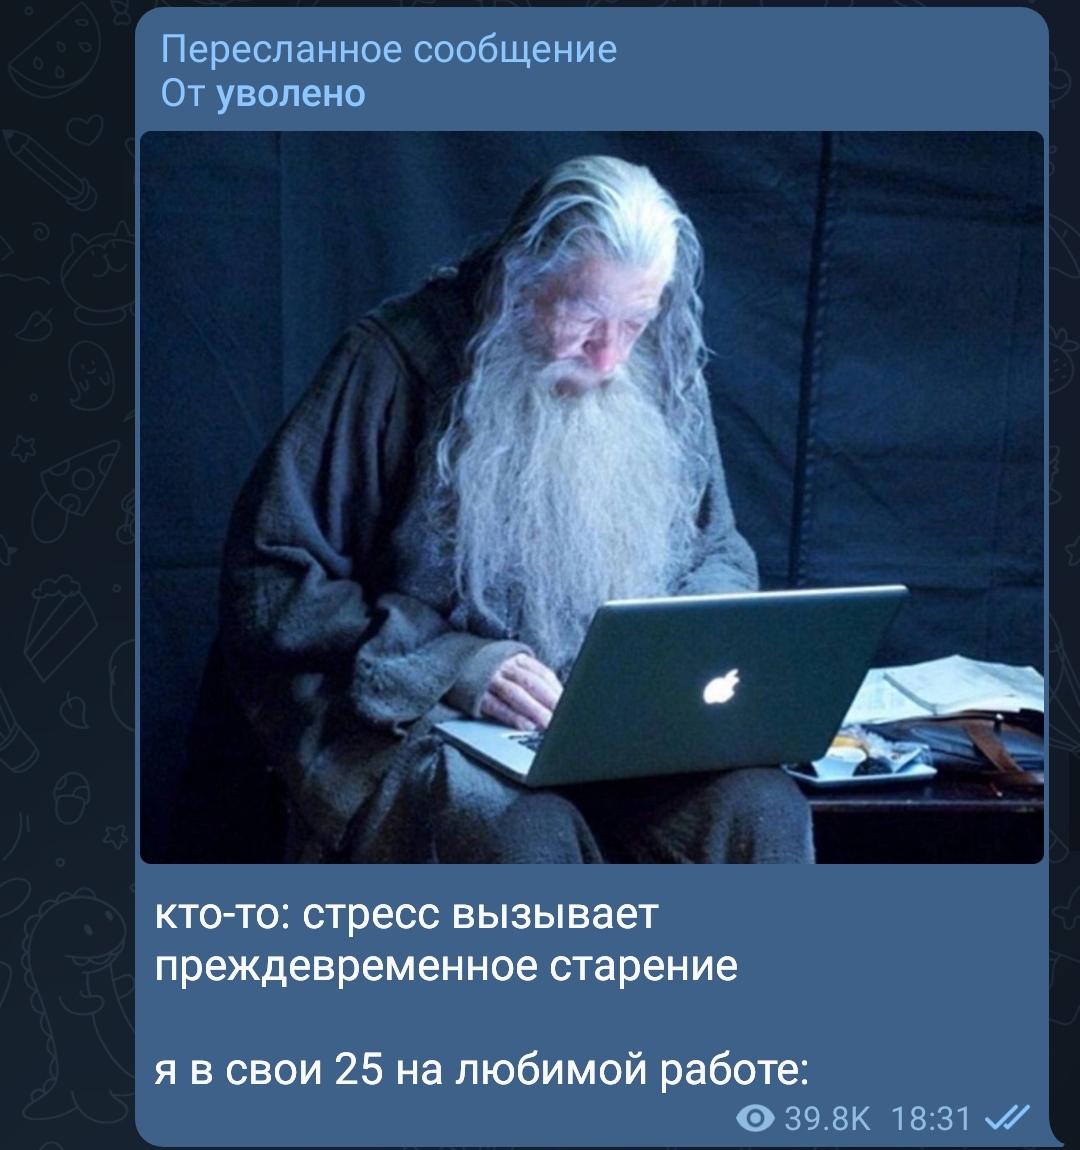 Пересланное сообщение
От уволено
кто-то: стресс вызывает
преждевременное старение
я в свои 25 на любимой работе:
39.8K 18:31